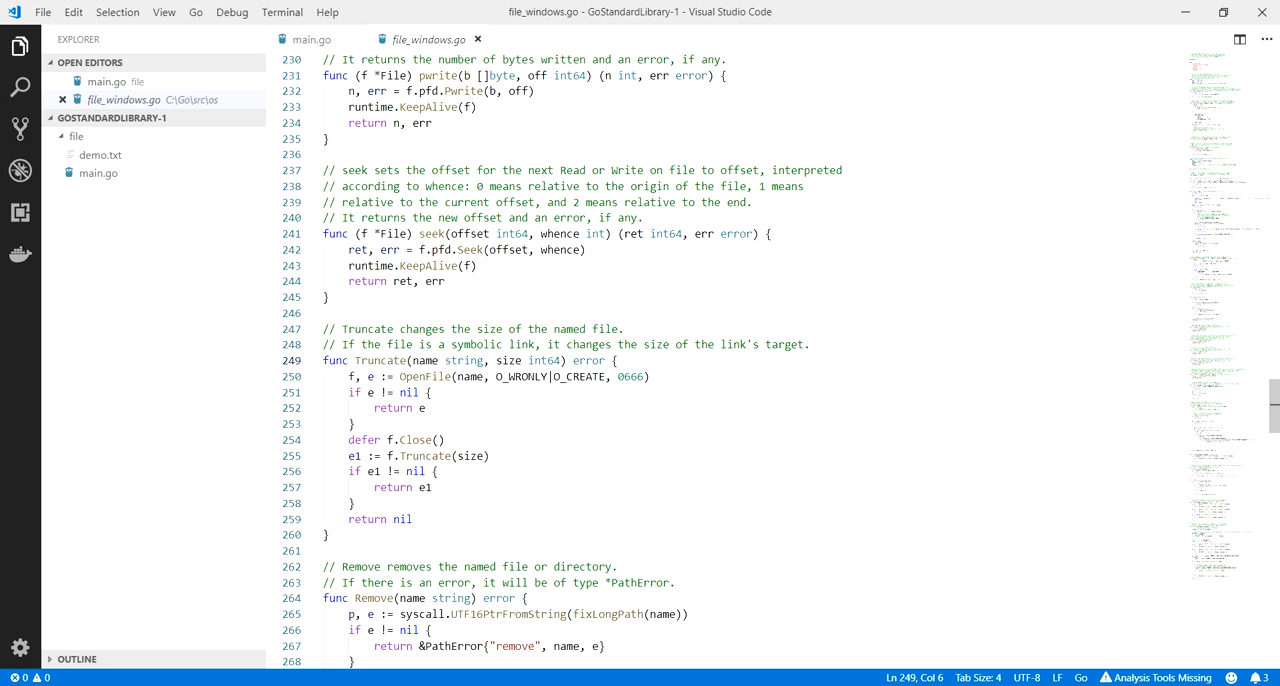 File Edit Selection View Go Debug Terminal Help
file_windows.go - GoStandardLibrary-1 - Visual Studio Code
EXPLORER
OPEN EDITORS
main.go file
file_windows.go C:\Go\src\os
GOSTANDARDLIBRARY-1
file
demo.txt
main.go
OUTLINE
main.go file_windows.go
230 // It returns the number of bytes written and an error, if any.
231 func (f *File) pwrite(b []byte, off int64) (n int, err error) {
232 n, err = f.pfd.Pwrite(b, off)
233 runtime.KeepAlive(f)
234 return n, err
235 }
236
237 // seek sets the offset for the next Read or Write on file to offset, interpreted
238 // according to whence: 0 means relative to the origin of the file, 1 means
239 // relative to the current offset, and 2 means relative to the end.
240 // It returns the new offset and an error, if any.
241 func (f *File) seek(offset int64, whence int) (ret int64, err error) {
242 ret, err = f.pfd.Seek(offset, whence)
243 runtime.KeepAlive(f)
244 return ret, err
245 }
246
247 // Truncate changes the size of the named file.
248 // If the file is a symbolic link, it changes the size of the link's target.
249 func Truncate(name string, size int64) error {
250 f, e := OpenFile(name, O_WRONLY|O_CREATE, 0666)
251 if e != nil {
252 return e
253 }
254 defer f.Close()
255 e1 := f.Truncate(size)
256 if e1 != nil {
257 return e1
258 }
259 return nil
260 }
261
262 // Remove removes the named file or directory.
263 // If there is an error, it will be of type *PathError.
264 func Remove(name string) error {
265 p, e := syscall.UTF16PtrFromString(fixLongPath(name))
266 if e != nil {
267 return &PathError{"remove", name, e}
268 }
0 0 Ln 249, Col 6 Tab Size: 4 UTF-8 LF Go Analysis Tools Missing 3